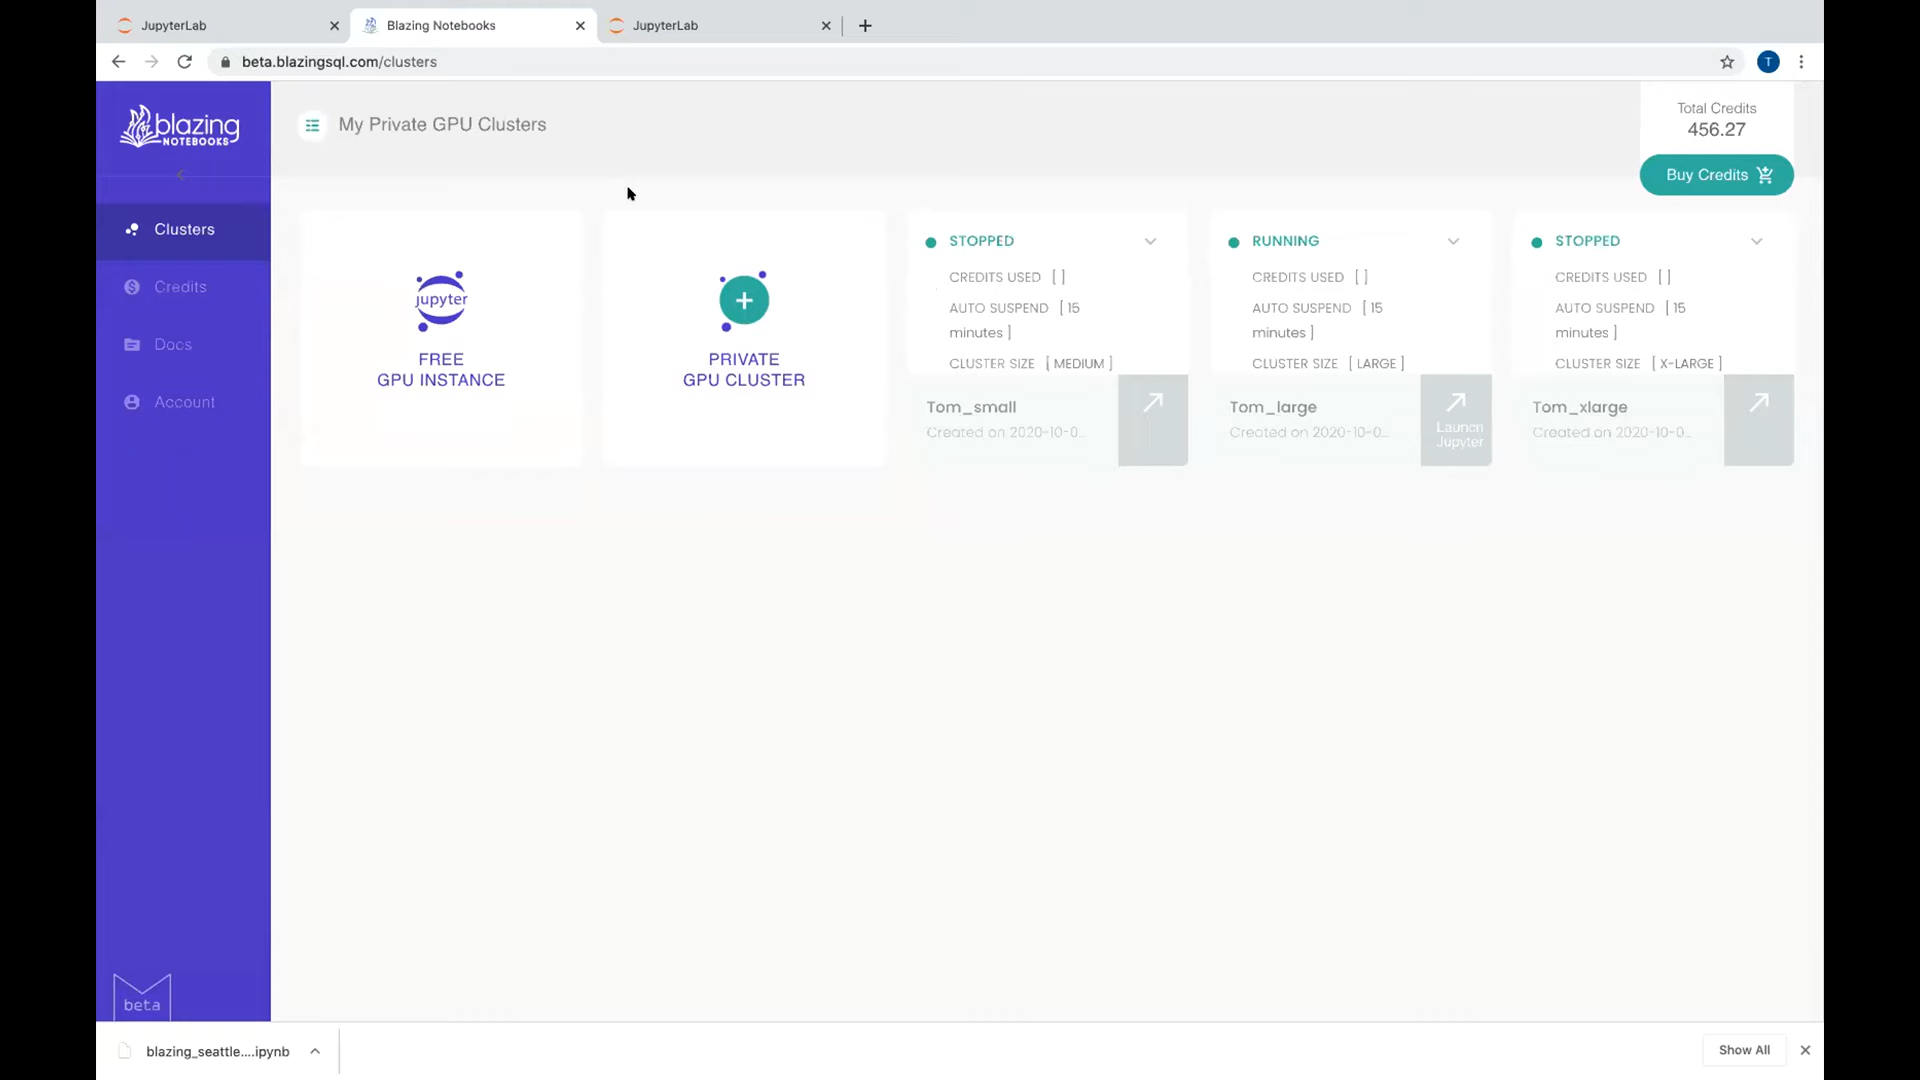 JupyterLab
Blazing Notebooks
JupyterLab
beta.blazingsql.com/clusters
T
blazing
NOTEBOOKS
My Private GPU Clusters
Total Credits
456.27
Buy Credits
Clusters
Credits
Docs
Account
jupyter
FREE
GPU INSTANCE
+
PRIVATE
GPU CLUSTER
STOPPED
CREDITS USED [ ]
AUTO SUSPEND [ 15
minutes ]
CLUSTER SIZE [ MEDIUM ]
Tom_small
Created on 2020-10-0...
RUNNING
CREDITS USED [ ]
AUTO SUSPEND [ 15
minutes ]
CLUSTER SIZE [ LARGE ]
Tom_large
Created on 2020-10-0...
Launch
Jupyter
STOPPED
CREDITS USED [ ]
AUTO SUSPEND [ 15
minutes ]
CLUSTER SIZE [ X-LARGE ]
Tom_xlarge
Created on 2020-10-0...
beta
blazing_seattle....ipynb
Show All